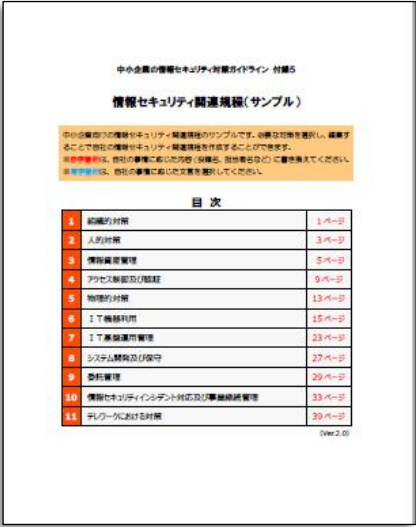 中小企業の情報セキュリティ対策ガイドライン 付録5
情報セキュリティ関連規程（サンプル）
中小企業向けの情報セキュリティ関連規程のサンプルです。必要な対策を選択し、編集す
ることで自社の情報セキュリティ関連規程を作成することができます。
※赤字箇所は、自社の事情に応じた内容（役職名、担当者名など）に書き換えてください。
※青字箇所は、自社の事情に応じた文言を選択してください。
目 次
1 組織的対策 1ページ
2 人的対策 3ページ
3 情報資産管理 5ページ
4 アクセス制御及び認証 9ページ
5 物理的対策 13ページ
6 IT機器利用 15ページ
7 IT基盤運用管理 23ページ
8 システム開発及び保守 27ページ
9 委託管理 29ページ
10 情報セキュリティインシデント対応及び事業継続管理 33ページ
11 テレワークにおける対策 39ページ
(Ver.2.0)